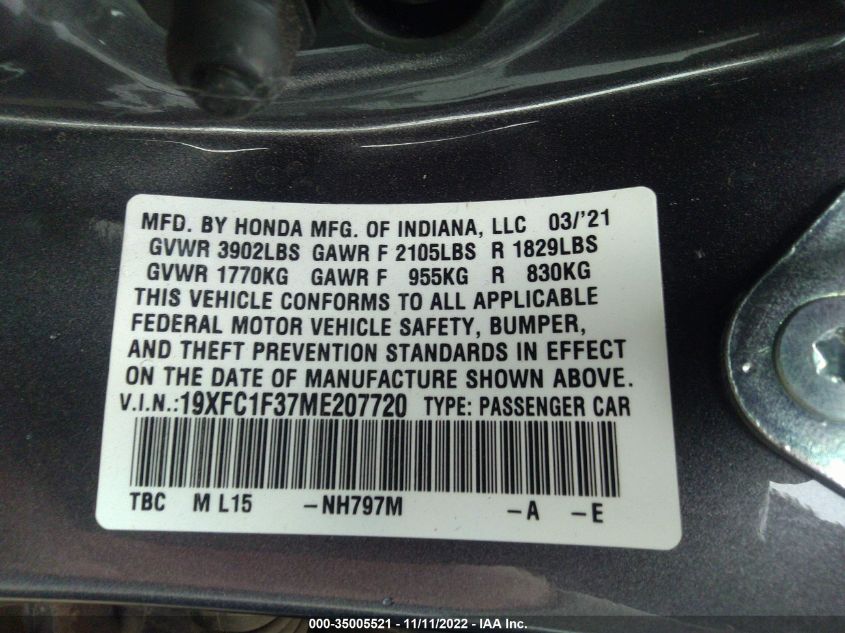 MFD. BY HONDA MFG. OF INDIANA, LLC 03/'21
GVWR 3902LBS GAWR F 2105LBS R 1829LBS
GVWR 1770KG GAWR F 955KG R 830KG
THIS VEHICLE CONFORMS TO ALL APPLICABLE
FEDERAL MOTOR VEHICLE SAFETY, BUMPER,
AND THEFT PREVENTION STANDARDS IN EFFECT
ON THE DATE OF MANUFACTURE SHOWN ABOVE.
V.I.N.:19XFC1F37ME207720 TYPE: PASSENGER CAR
TBC M L15 -NH797M -A -E
000-35005521 - 11/11/2022 - IAA Inc.